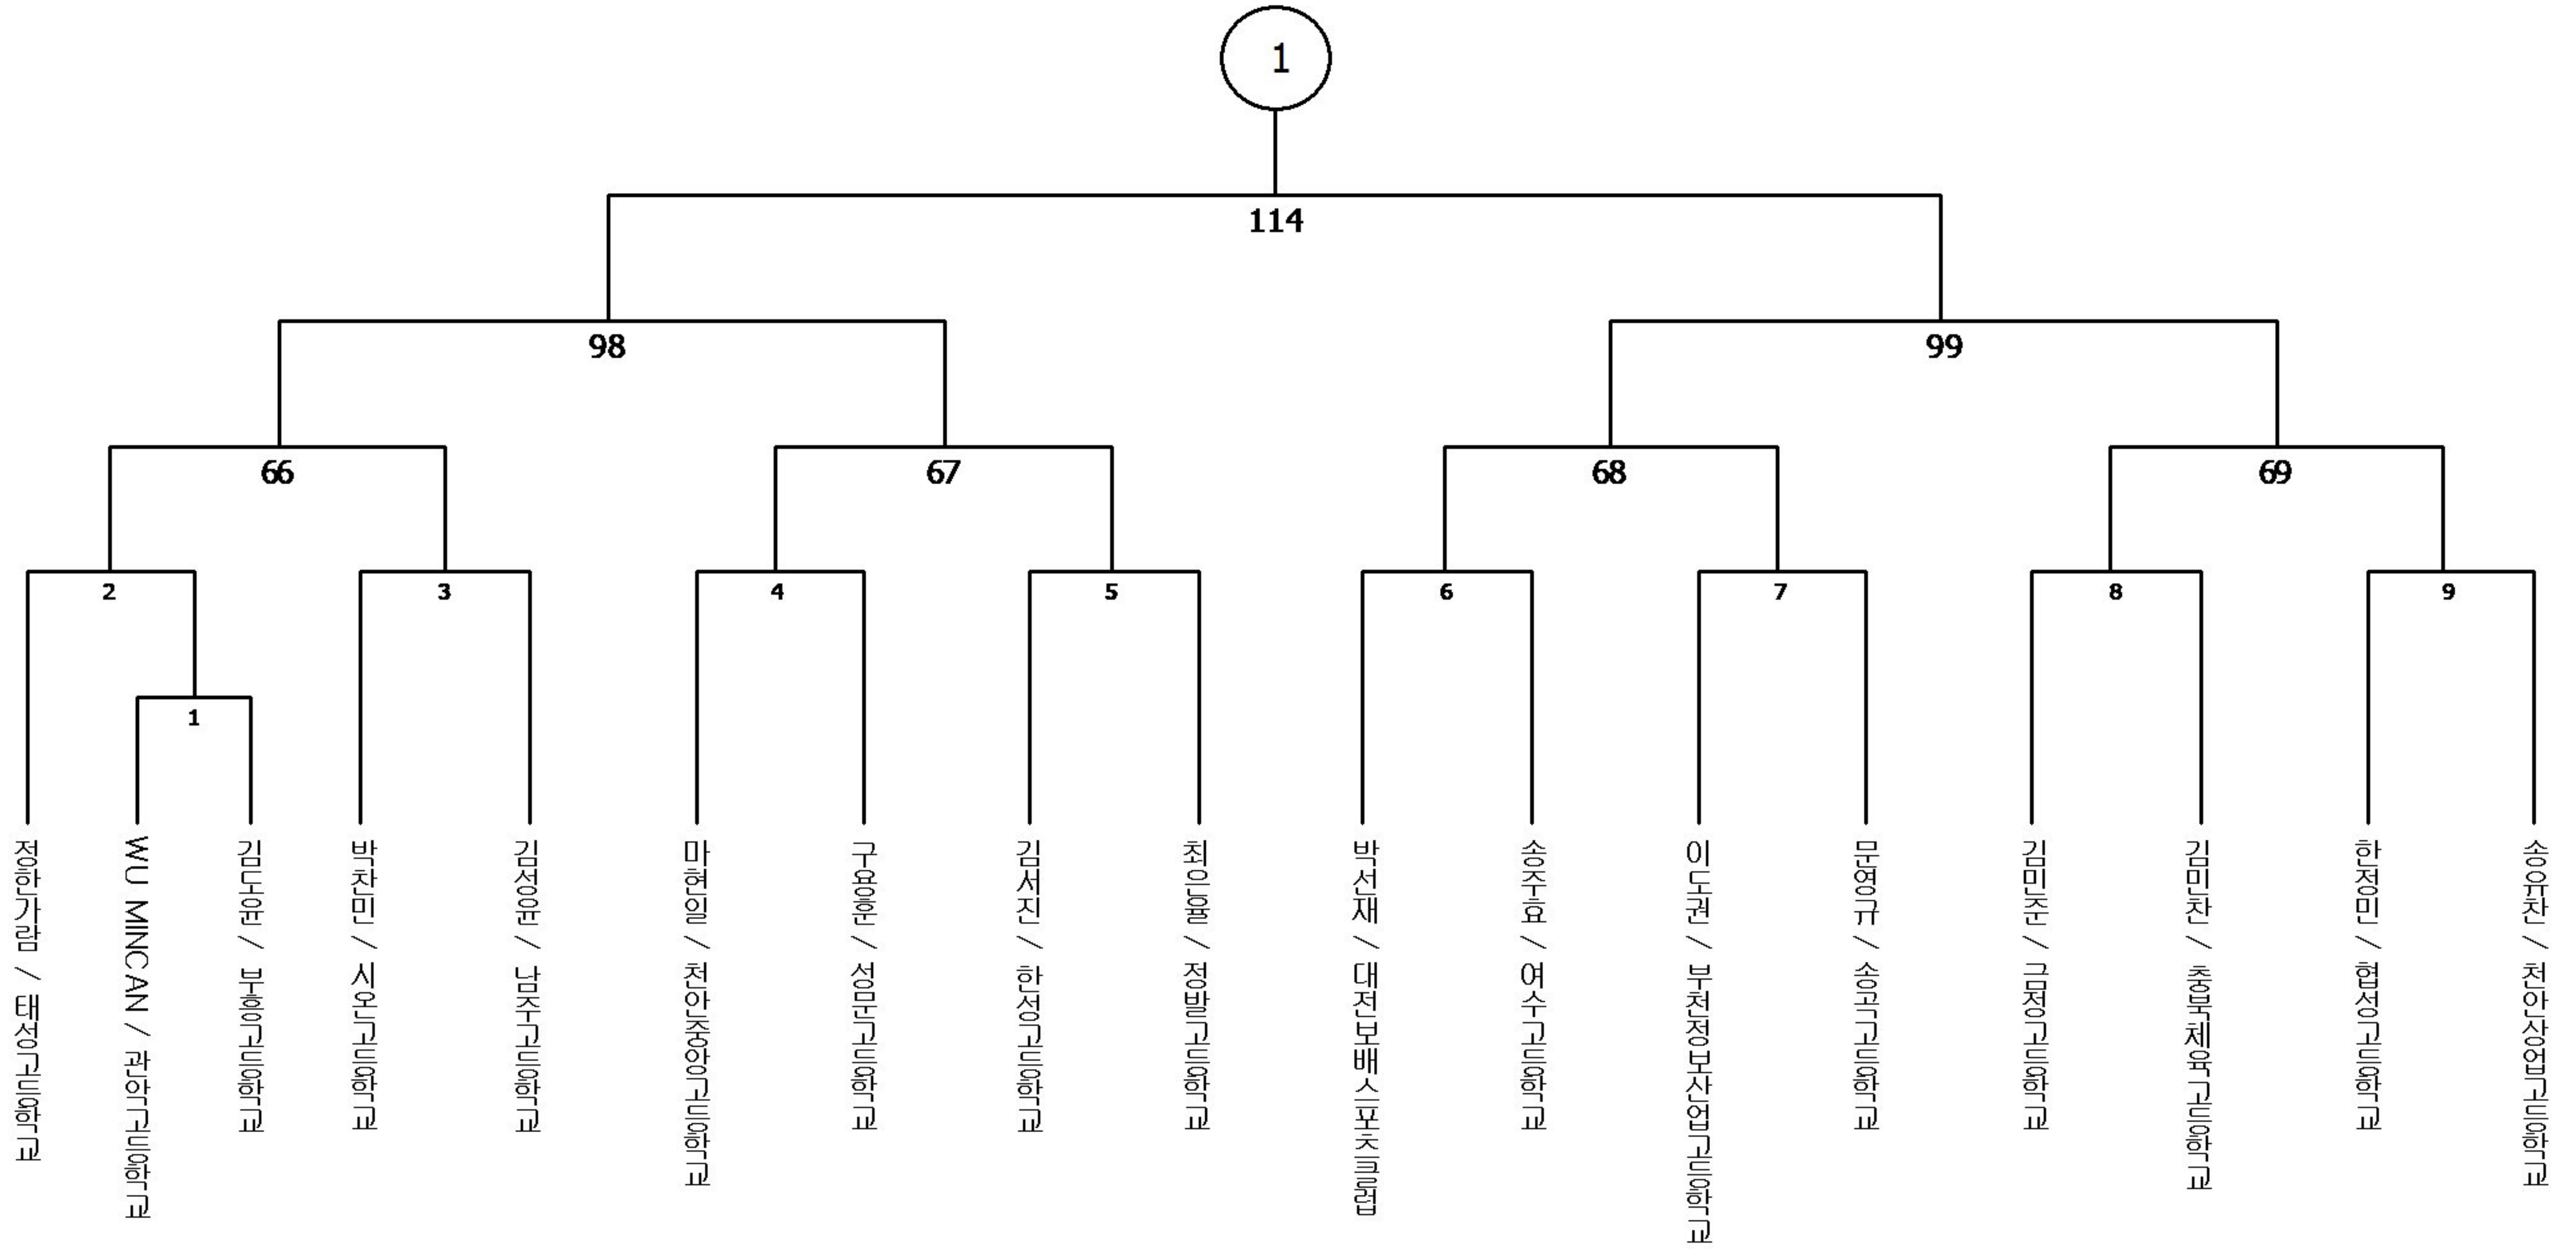 1
114
98
99
66
67
68
69
2
3
4
5
6
7
8
9
1
정한가람 / 태성고등학교
WU MINCAN / 관악고등학교
김도윤 / 부흥고등학교
박찬민 / 시온고등학교
김성윤 / 남주고등학교
마현일 / 천안중앙고등학교
구용훈 / 성문고등학교
김서진 / 한성고등학교
최은율 / 정발고등학교
박선재 / 대전보배스포츠클럽
송주효 / 여수고등학교
이도권 / 부천정보산업고등학교
문영규 / 송곡고등학교
김민준 / 금정고등학교
김민찬 / 충북체육고등학교
한정민 / 협성고등학교
송유찬 / 천안상업고등학교